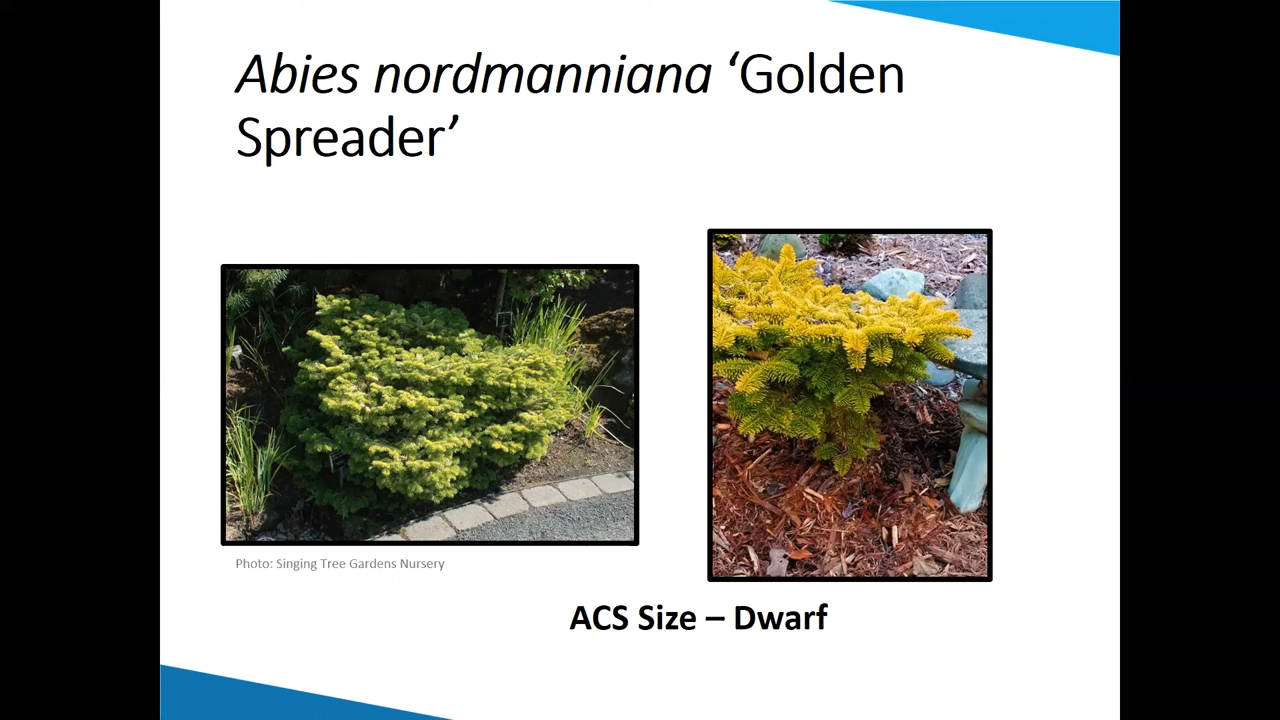 Abies nordmanniana ‘Golden
Spreader’
Photo: Singing Tree Gardens Nursery
ACS Size – Dwarf